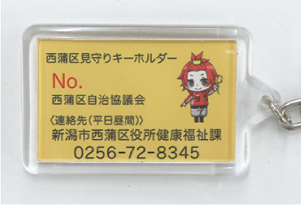 西蒲区見守りキーホルダー
No.
西蒲区自治協議会
〈連絡先(平日昼間)〉
新潟市西蒲区役所健康福祉課
0256-72-8345